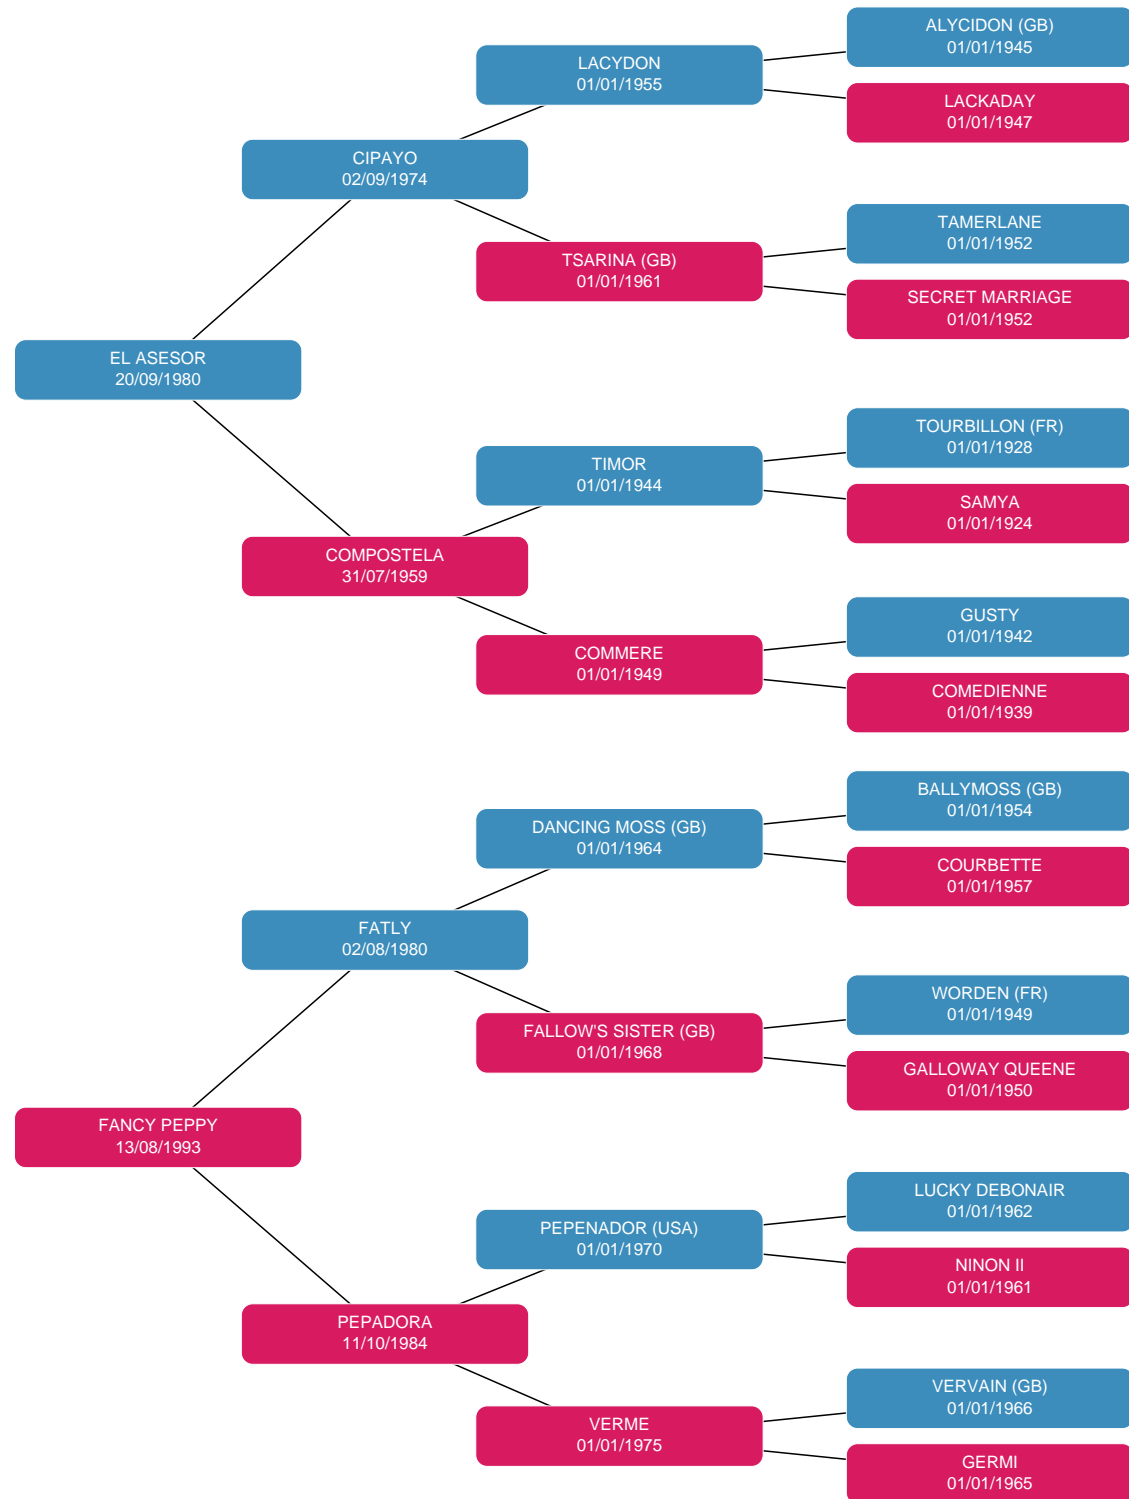 ALYCIDON (GB)
01/01/1945
LACYDON
01/01/1955
LACKADAY
01/01/1947
CIPAYO
02/09/1974
TAMERLANE
01/01/1952
TSARINA (GB)
01/01/1961
SECRET MARRIAGE
01/01/1952
EL ASESOR
20/09/1980
TOURBILLON (FR)
01/01/1928
TIMOR
01/01/1944
SAMYA
01/01/1924
COMPOSTELA
31/07/1959
GUSTY
01/01/1942
COMMERE
01/01/1949
COMEDIENNE
01/01/1939
BALLYMOSS (GB)
01/01/1954
DANCING MOSS (GB)
01/01/1964
COURBETTE
01/01/1957
FATLY
02/08/1980
WORDEN (FR)
01/01/1949
FALLOW'S SISTER (GB)
01/01/1968
GALLOWAY QUEENE
01/01/1950
FANCY PEPPY
13/08/1993
LUCKY DEBONAIR
01/01/1962
PEPENADOR (USA)
01/01/1970
NINON II
01/01/1961
PEPADORA
11/10/1984
VERVAIN (GB)
01/01/1966
VERME
01/01/1975
GERMI
01/01/1965